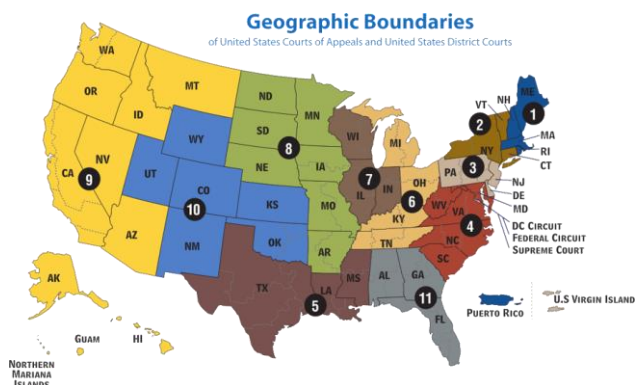 Geographic Boundaries
of United States Courts of Appeals and United States District Courts
WA
MT
ND
MN
ME
VT
NH
1
OR
ID
SD
WI
MI
2
NY
MA
WY
8
RI
CT
NV
NE
IA
7
PA
3
NJ
CA
9
UT
CO
IL
IN
OH
6
DE
MD
10
KS
MO
WV
VA
KY
4
DC CIRCUIT
FEDERAL CIRCUIT
SUPREME COURT
AZ
NM
OK
TN
NC
AR
SC
MS
AL
GA
AK
TX
LA
5
11
FL
PUERTO RICO
U.S VIRGIN ISLAND
GUAM
HI
NORTHERN
MARIANA
ISLANDS